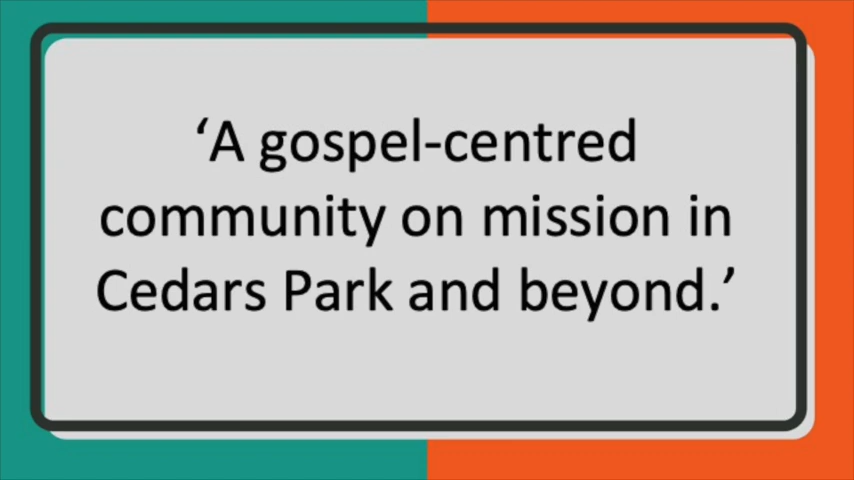 ‘A gospel-centred
community on mission in
Cedars Park and beyond.’